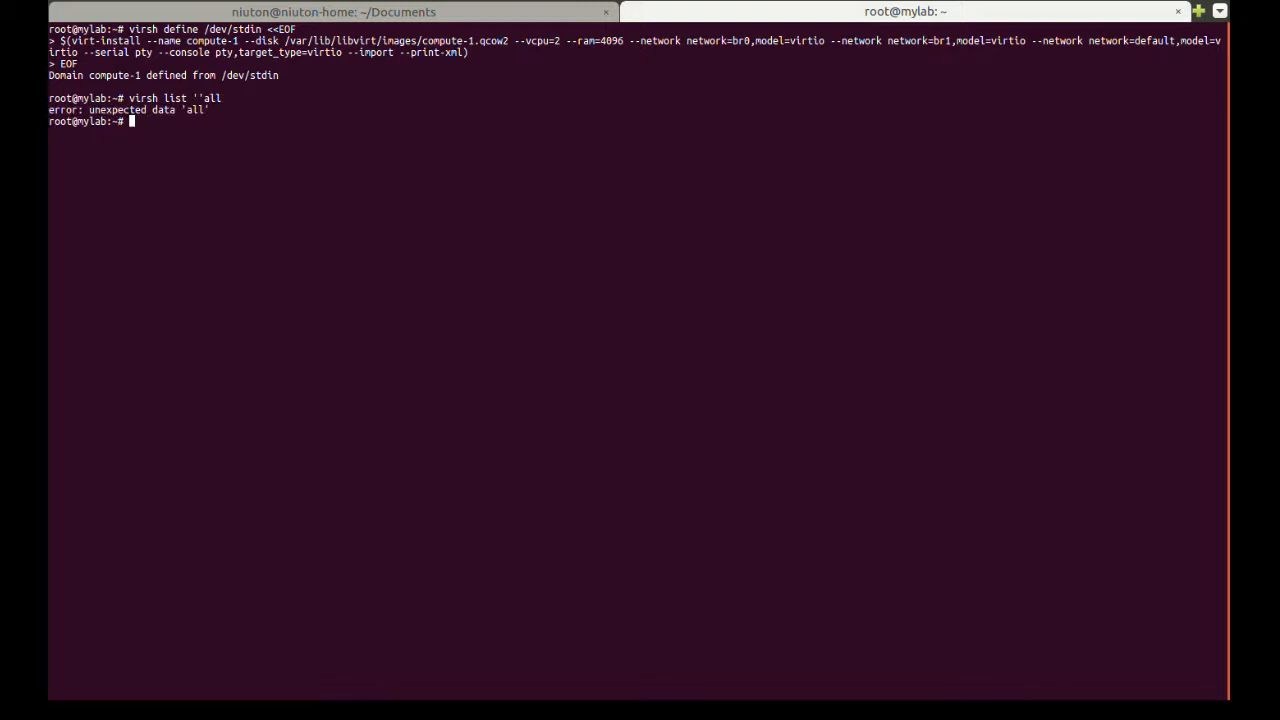 niuton@niuton-home: ~/Documents
×
root@mylab: ~
×
root@mylab:~# virsh define /dev/stdin <<EOF
> $(virt-install --name compute-1 --disk /var/lib/libvirt/images/compute-1.qcow2 --vcpu=2 --ram=4096 --network network=br0,model=virtio --network network=br1,model=virtio --network network=default,model=v
irtio --serial pty --console pty,target_type=virtio --import --print-xml)
> EOF
Domain compute-1 defined from /dev/stdin
root@mylab:~# virsh list ''all
error: unexpected data 'all'
root@mylab:~#